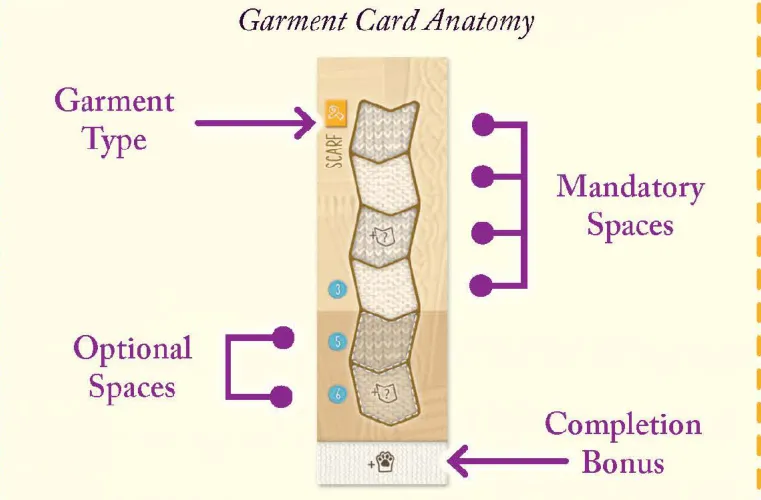 Garment Card Anatomy
Garment
Type
SCARF
Mandatory
Spaces
+?
3
Optional
Spaces
5
6
+?
Completion
Bonus
+